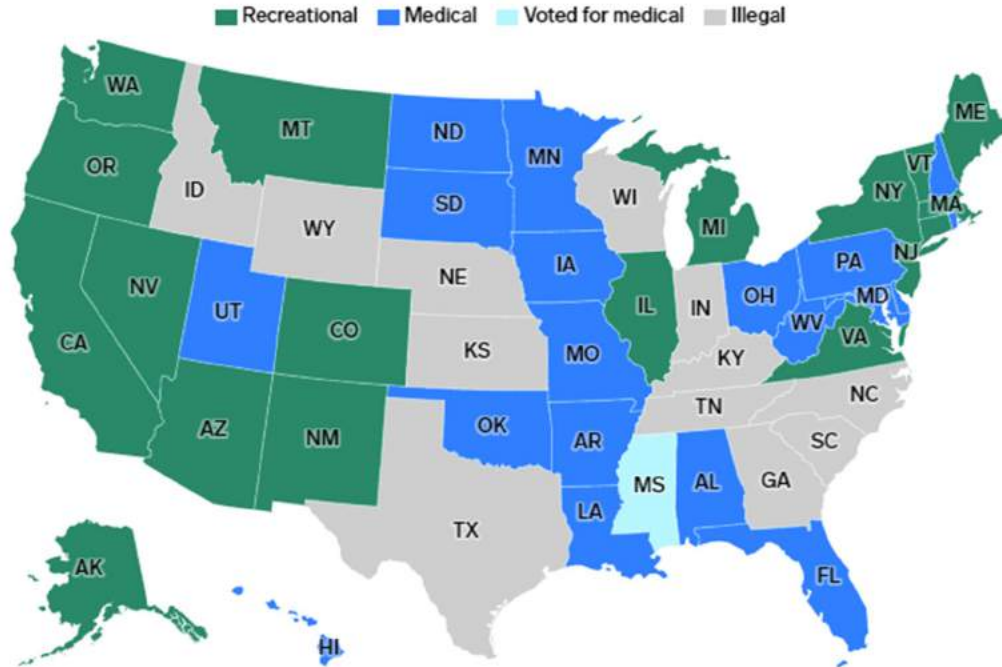 Recreational Medical Voted for medical Illegal
WA
MT
ND
MN
ME
OR
ID
VT
NY
MA
SD
WI
MI
WY
IA
NJ
PA
NE
NV
UT
IL
IN
OH
MD
CO
WV
VA
CA
KS
MO
KY
NC
TN
AZ
NM
OK
AR
SC
MS
AL
GA
LA
TX
AK
FL
HI